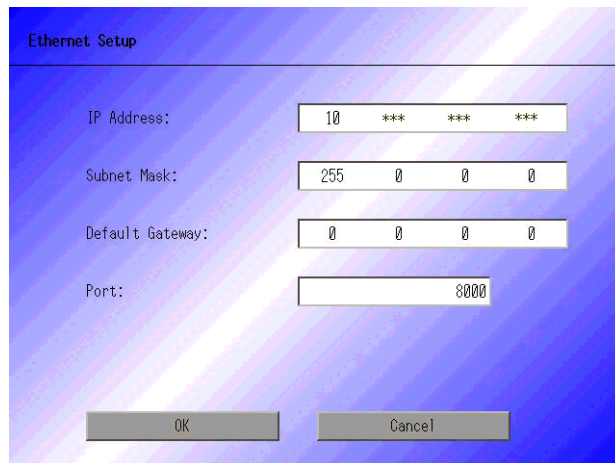 Ethernet Setup
IP Address: 10 *** *** ***
Subnet Mask: 255 0 0 0
Default Gateway: 0 0 0 0
Port: 8000
OK Cancel